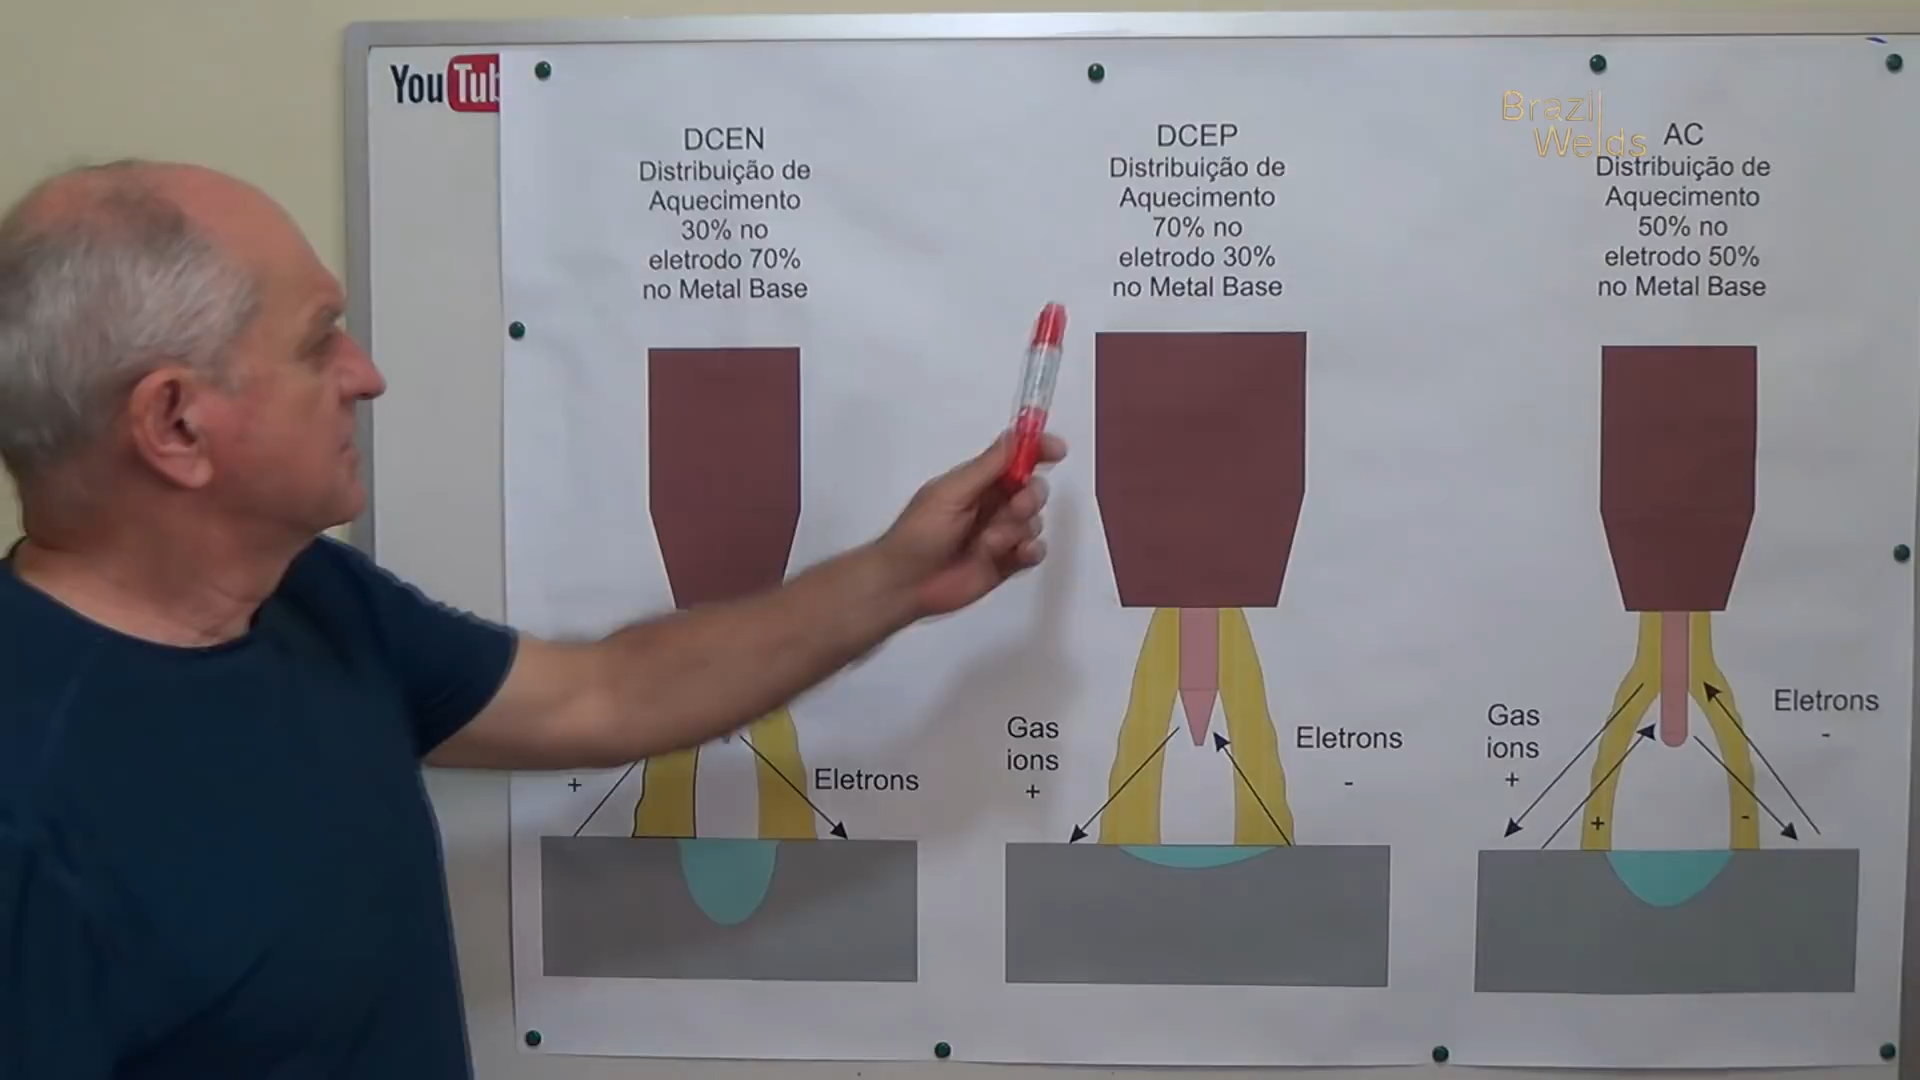 YouTub
Brazil
Welds
DCEN
Distribuição de
Aquecimento
30% no
eletrodo 70%
no Metal Base
DCEP
Distribuição de
Aquecimento
70% no
eletrodo 30%
no Metal Base
AC
Distribuição de
Aquecimento
50% no
eletrodo 50%
no Metal Base
+
Eletrons
Gas
ions
+
Eletrons
-
Gas
ions
+
Eletrons
-
+
-